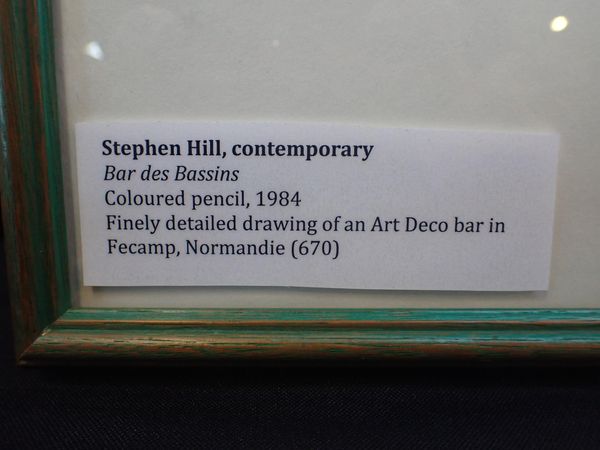 Stephen Hill, contemporary
Bar des Bassins
Coloured pencil, 1984
Finely detailed drawing of an Art Deco bar in
Fecamp, Normandie (670)